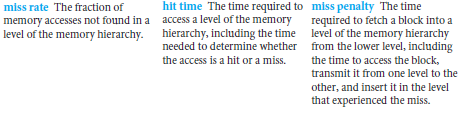 miss rate The fraction of
memory accesses not found in a
level of the memory hierarchy.
hit time The time required to
access a level of the memory
hierarchy, including the time
needed to determine whether
the access is a hit or a miss.
miss penalty The time
required to fetch a block into a
level of the memory hierarchy
from the lower level, including
the time to access the block,
transmit it from one level to the
other, and insert it in the level
that experienced the miss.